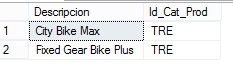 Descripcion Id_Cat_Prod
1 City Bike Max TRE
2 Fixed Gear Bike Plus TRE